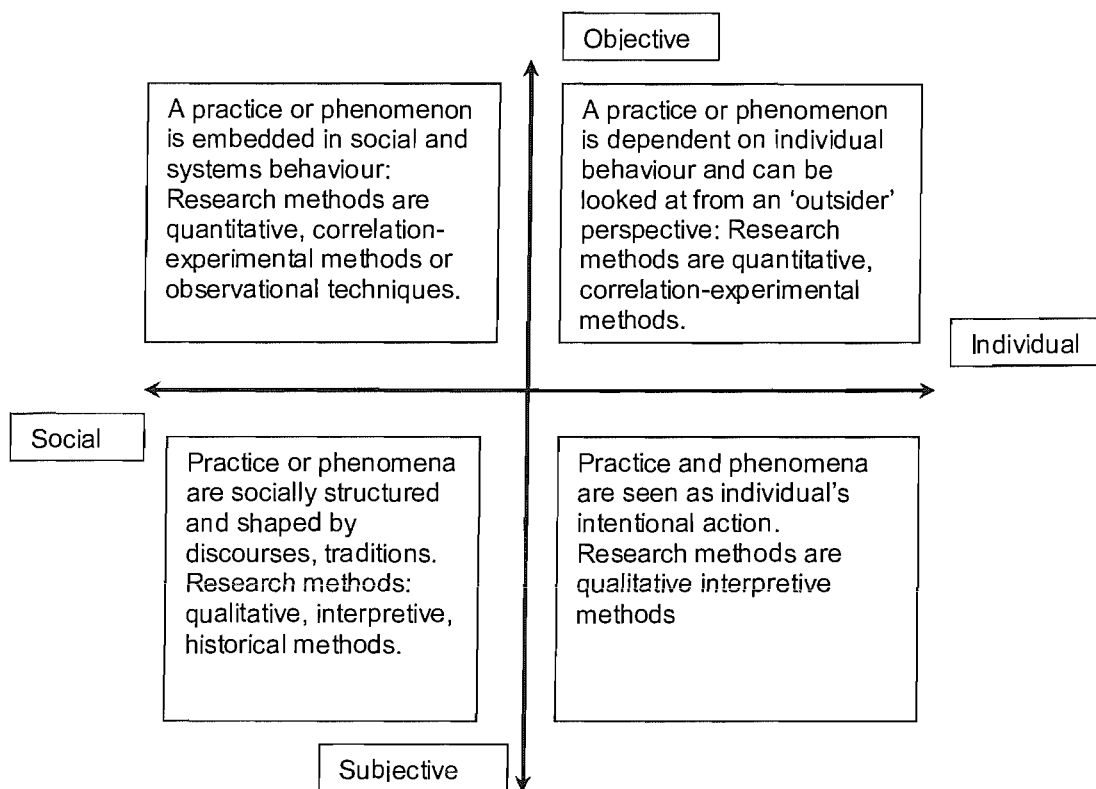 Objective
A practice or phenomenon
is embedded in social and
systems behaviour:
Research methods are
quantitative, correlation-
experimental methods or
observational techniques.
A practice or phenomenon
is dependent on individual
behaviour and can be
looked at from an ‘outsider’
perspective: Research
methods are quantitative,
correlation-experimental
methods.
Individual
Social
Practice or phenomena
are socially structured
and shaped by
discourses, traditions.
Research methods:
qualitative, interpretive,
historical methods.
Practice and phenomena
are seen as individual’s
intentional action.
Research methods are
qualitative interpretive
methods
Subjective